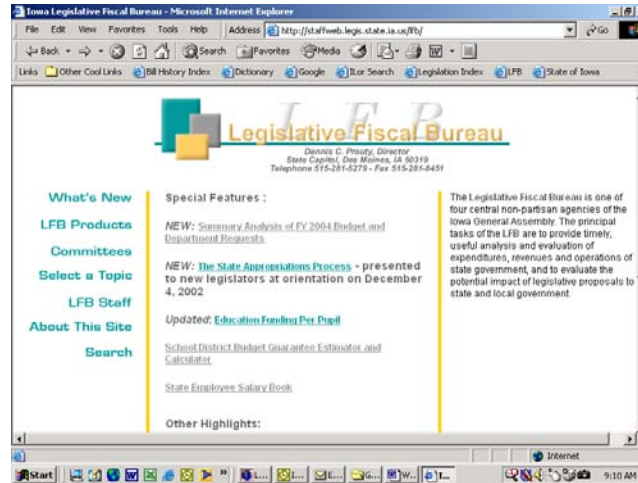 Iowa Legislative Fiscal Bureau - Microsoft Internet Explorer
File Edit View Favorites Tools Help Address http://staffweb.legis.state.ia.us/lfb/ Go
Back Search Favorites Media
Links Other Cool Links Bill History Index Dictionary Google ILor Search Legislation Index LFB State of Iowa
LFB
Legislative Fiscal Bureau
Dennis C. Prouty, Director
State Capitol, Des Moines, IA 50319
Telephone 515-281-5279 - Fax 515-281-8451
What's New
LFB Products
Committees
Select a Topic
LFB Staff
About This Site
Search
Special Features :
NEW: Summary Analysis of FY 2004 Budget and
Department Requests
NEW: The State Appropriations Process - presented
to new legislators at orientation on December
4, 2002
Updated: Education Funding Per Pupil
School District Budget Guarantee Estimator and
Calculator
State Employee Salary Book
Other Highlights:
The Legislative Fiscal Bureau is one of
four central non-partisan agencies of the
Iowa General Assembly. The principal
tasks of the LFB are to provide timely,
useful analysis and evaluation of
expenditures, revenues and operations of
state government, and to evaluate the
potential impact of legislative proposals to
state and local government.
Internet
Start 9:10 AM